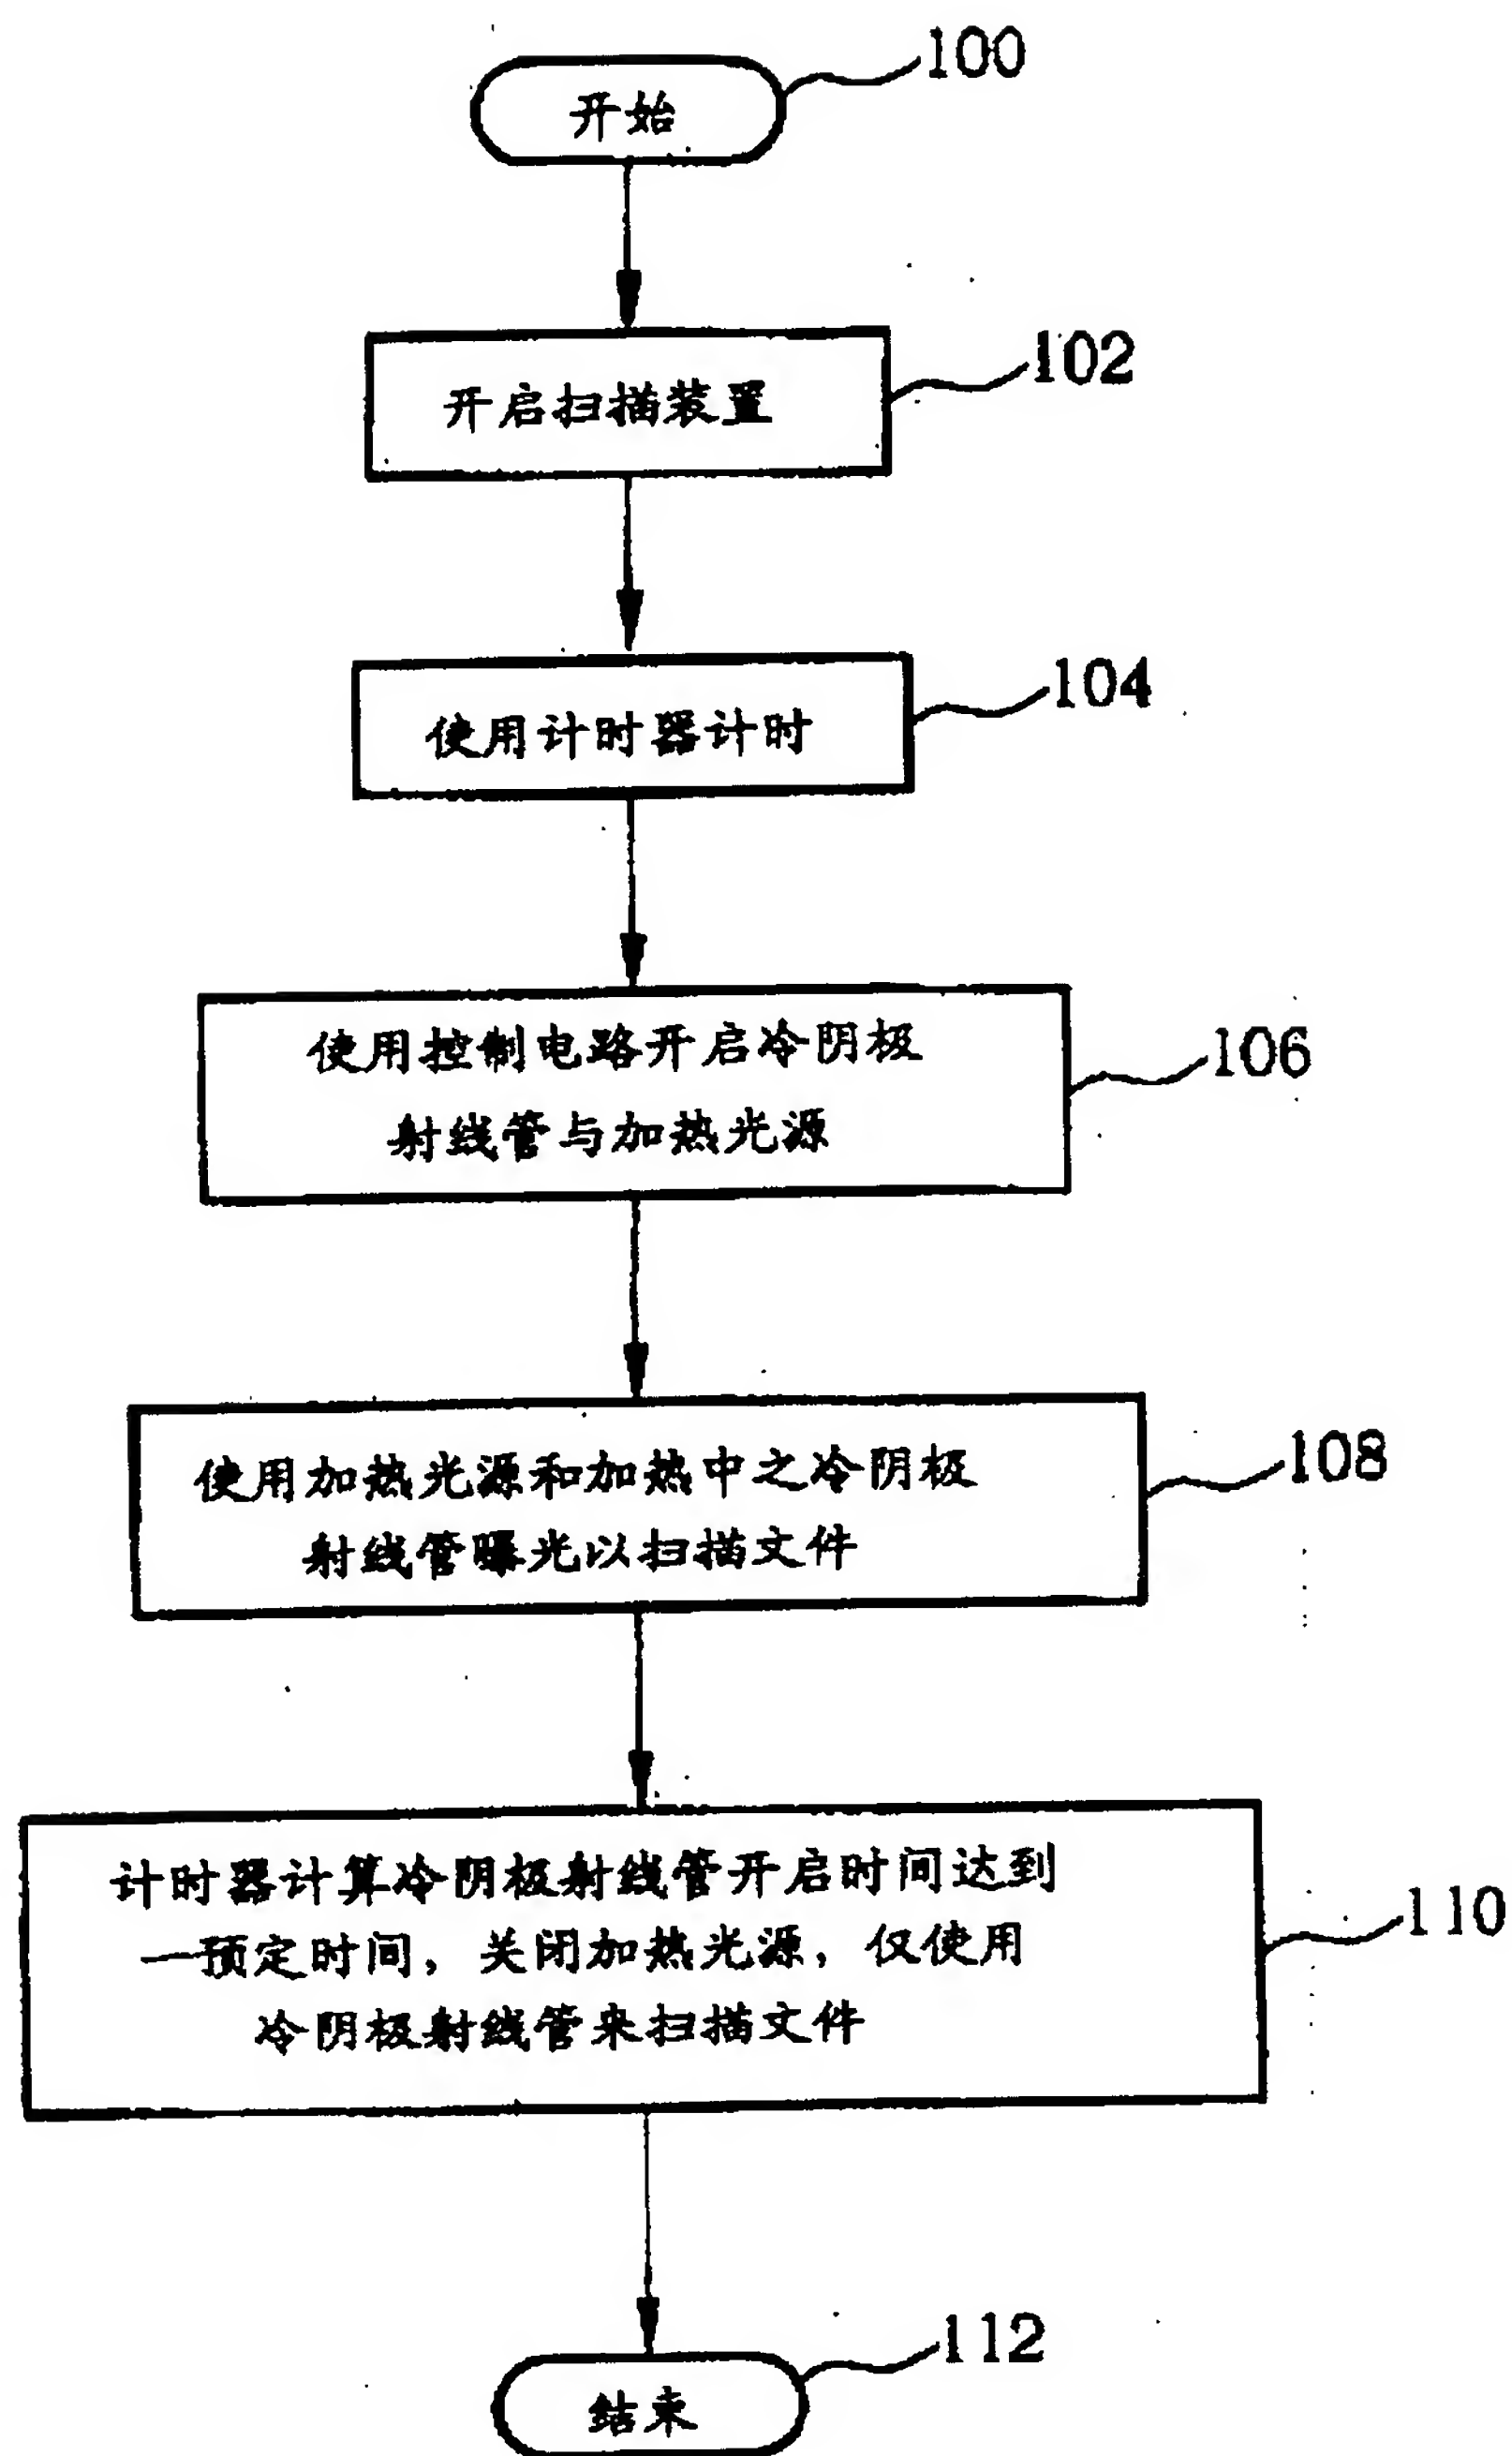 100
开始
102
开启扫描装置
104
使用计时器计时
106
使用控制电路开启冷阴极
射线管与加热光源
108
使用加热光源和加热中之冷阴极
射线管曝光以扫描文件
110
计时器计算冷阴极射线管开启时间达到
一预定时间，关闭加热光源，仅使用
冷阴极射线管来扫描文件
112
结束